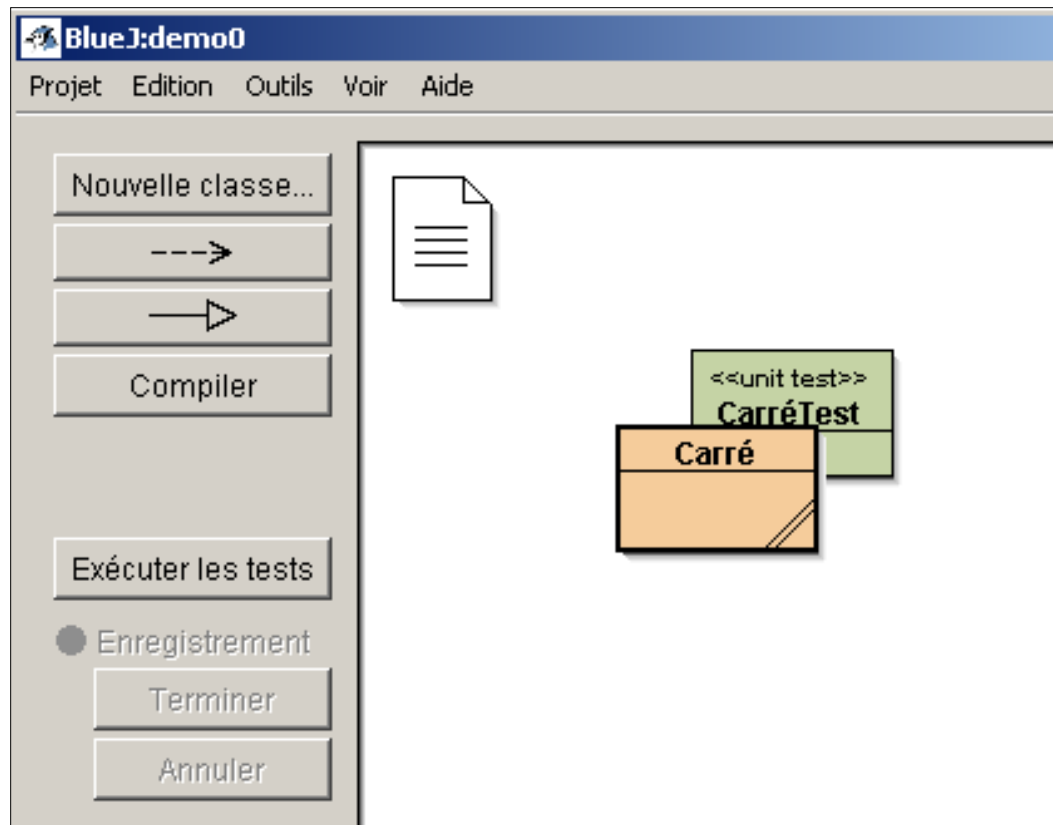 BlueJ:demo0
Projet Edition Outils Voir Aide
Nouvelle classe...
Compiler
<<unit test>>
CarréTest
Carré
Exécuter les tests
Enregistrement
Terminer
Annuler